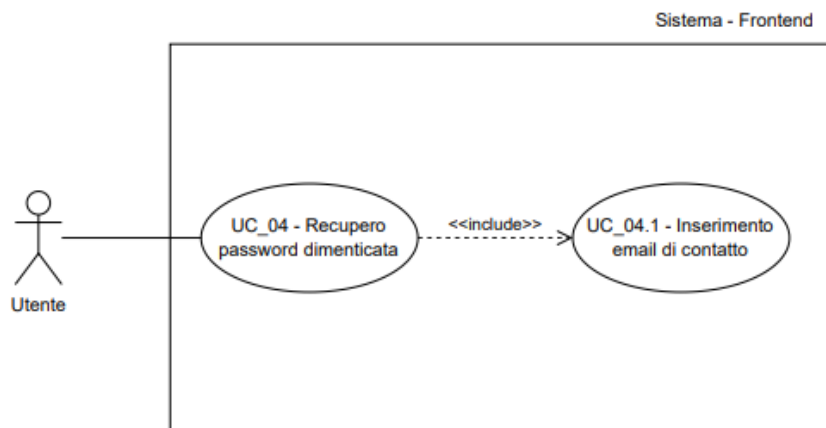 Sistema - Frontend
UC_04 - Recupero
password dimenticata
<<include>>
UC_04.1 - Inserimento
email di contatto
Utente